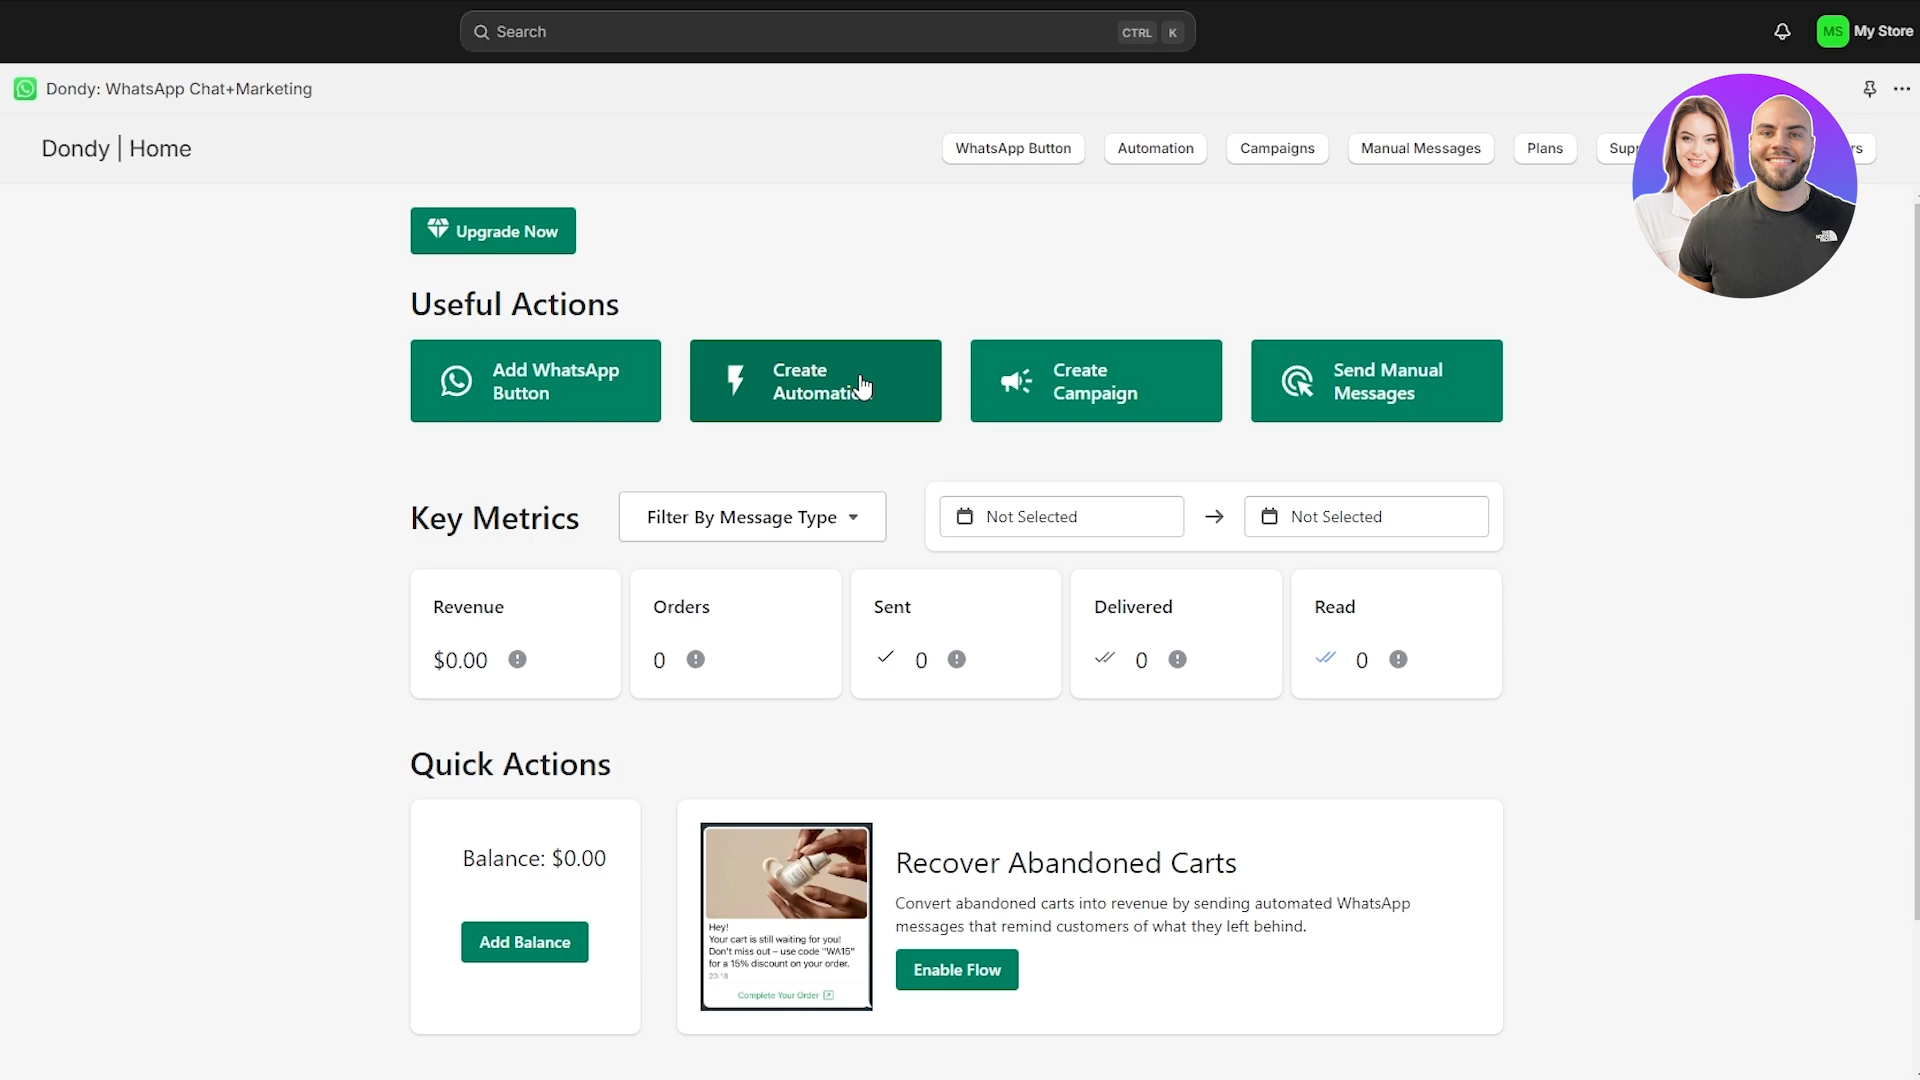 Search
CTRL K
MS My Store
Dondy: WhatsApp Chat+Marketing
Dondy | Home
WhatsApp Button
Automation
Campaigns
Manual Messages
Plans
Upgrade Now
Useful Actions
Add WhatsApp
Button
Create
Create
Campaign
Send Manual
Messages
Key Metrics
Filter By Message Type
Not Selected
Not Selected
Revenue
$0.00
Orders
0
Sent
0
Delivered
0
Read
0
Quick Actions
Balance: $0.00
Add Balance
Hey!
Your cart is still waiting for you!
Don't miss out – use code "WA15"
for a 15% discount on your order.
20:18
Complete Your Order
Recover Abandoned Carts
Convert abandoned carts into revenue by sending automated WhatsApp
messages that remind customers of what they left behind.
Enable Flow
THE NORTH FACE